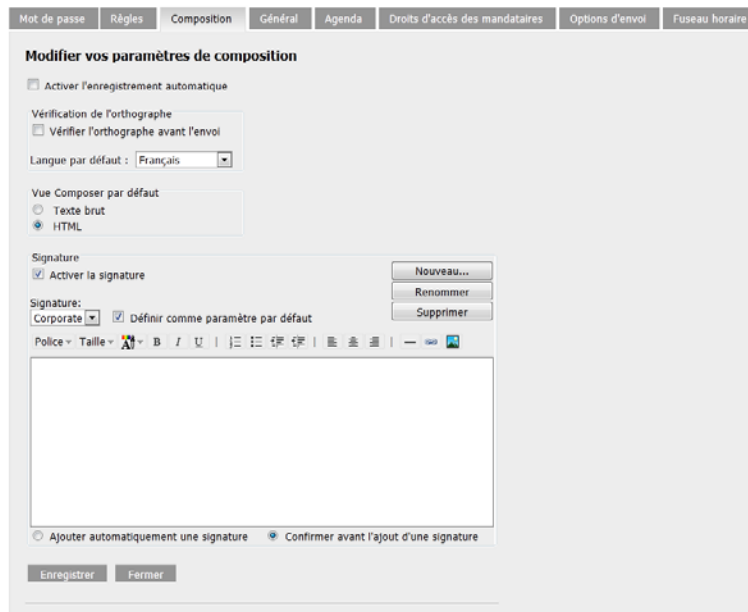 Mot de passe Règles Composition Général Agenda Droits d'accès des mandataires Options d'envoi Fuseau horaire
Modifier vos paramètres de composition
Activer l'enregistrement automatique
Vérification de l'orthographe
Vérifier l'orthographe avant l'envoi
Langue par défaut : Français
Vue Composer par défaut
Texte brut
HTML
Signature
Activer la signature
Nouveau...
Renommer
Signature:
Corporate Définir comme paramètre par défaut
Supprimer
Police Taille B I U
Ajouter automatiquement une signature Confirmer avant l'ajout d'une signature
Enregistrer Fermer